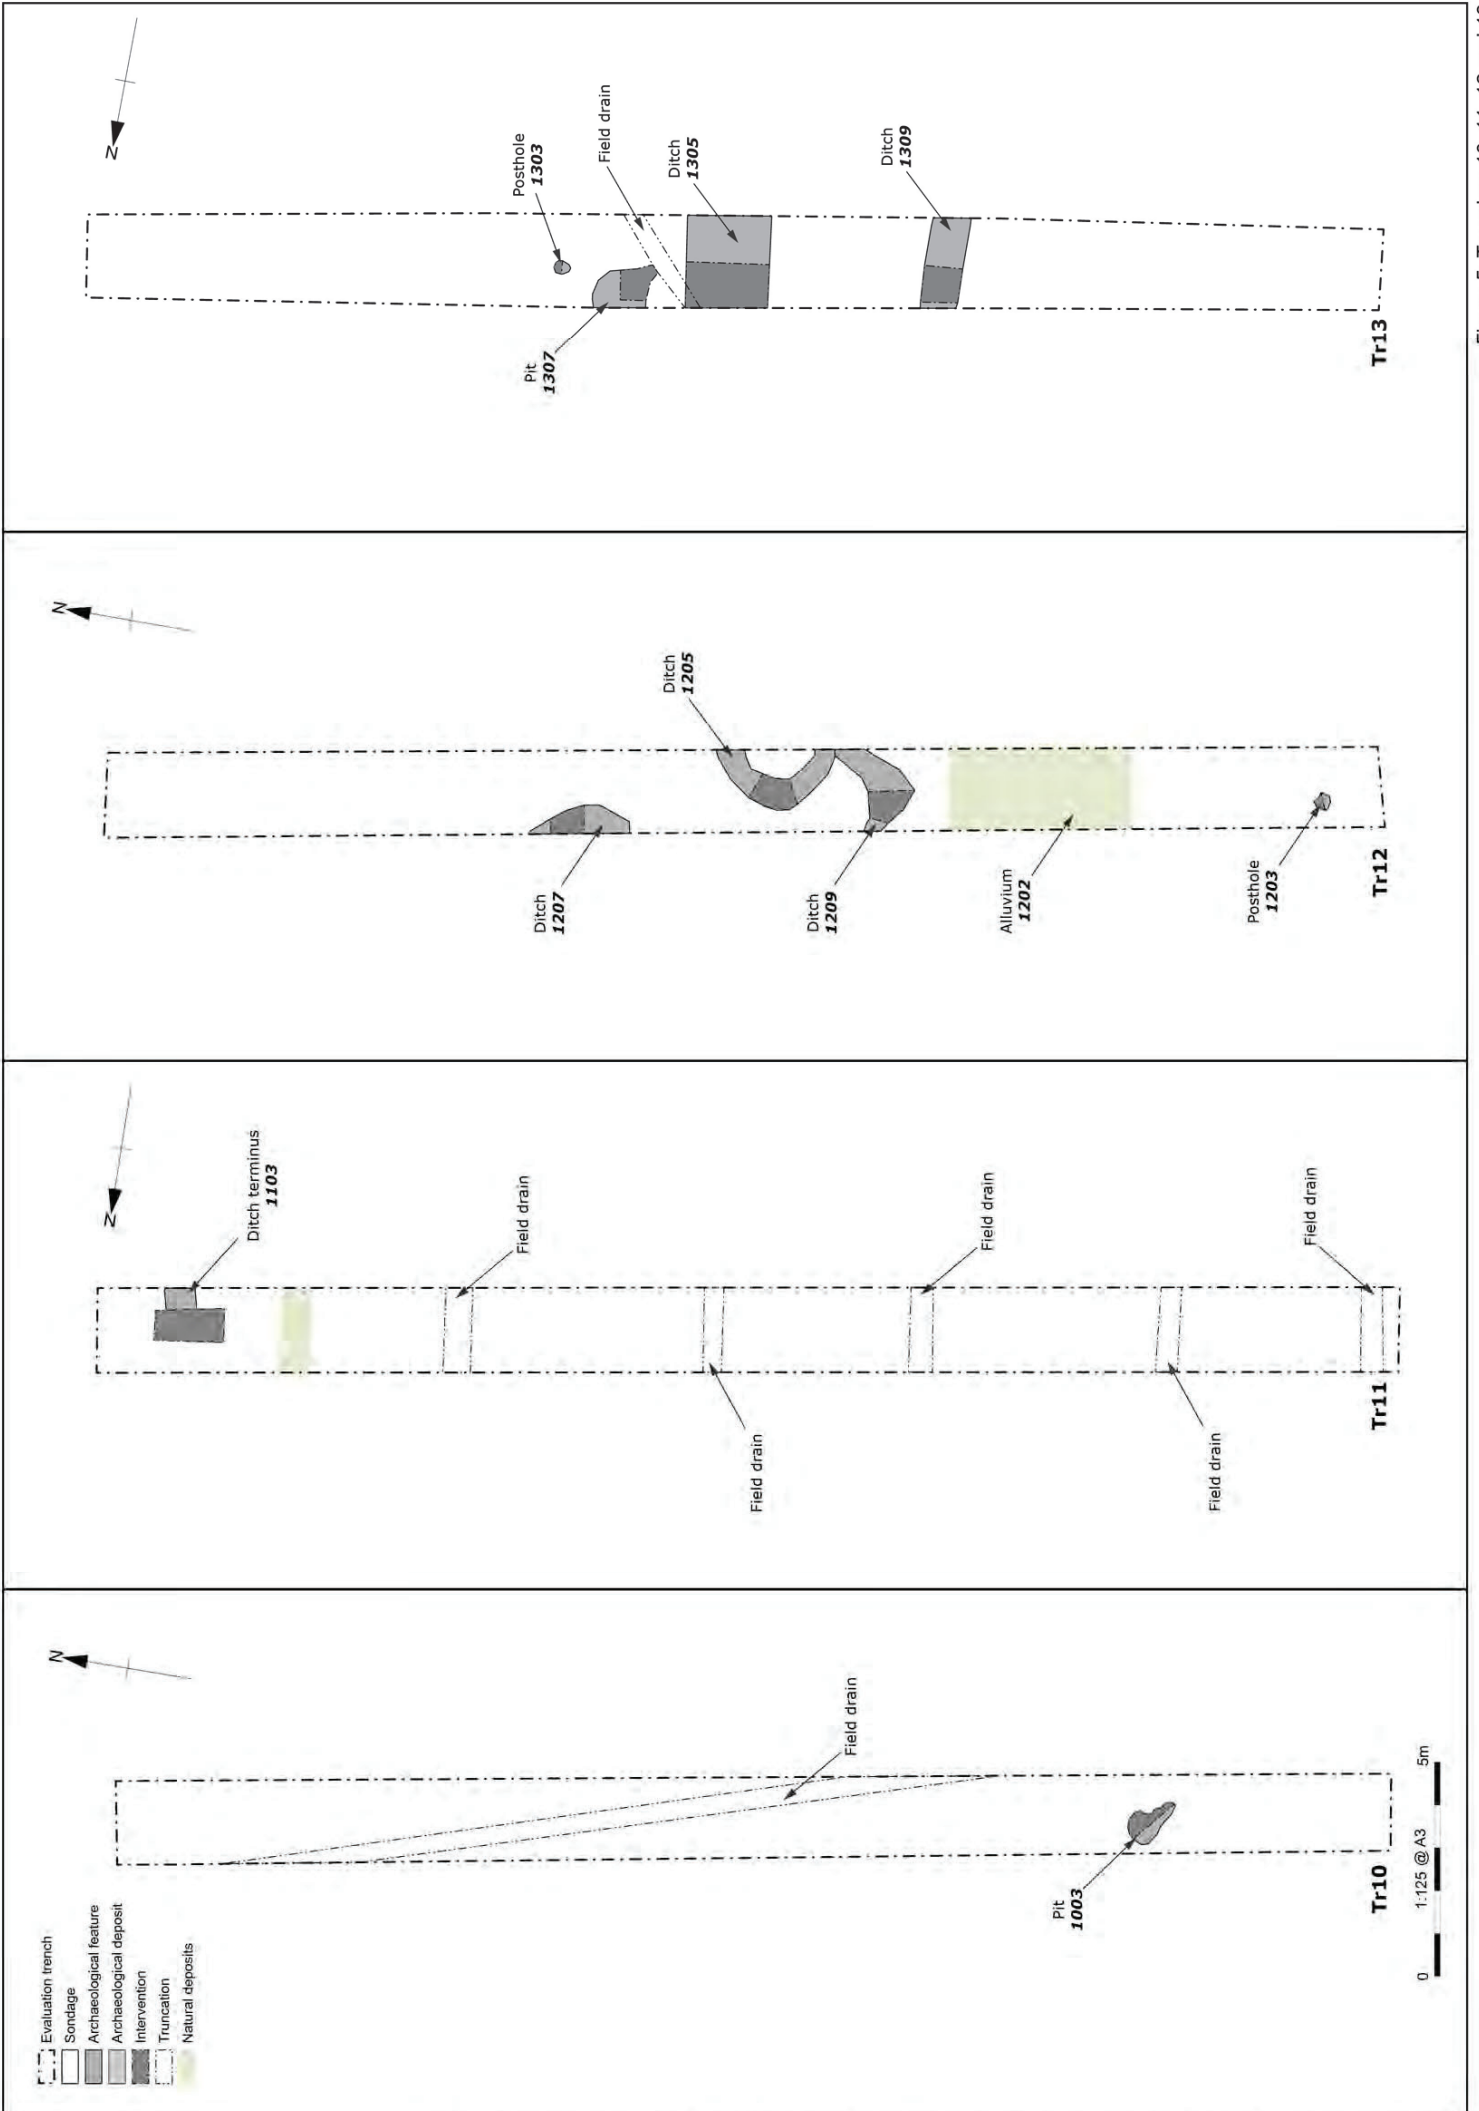 Evaluation trench
Sondage
Archaeological feature
Archaeological deposit
Intervention
Truncation
Natural deposits
N
Field drain
Pit
1003
Tr10
0
1:125 @ A3
5m
N
Ditch terminus
1103
Field drain
Field drain
Field drain
Field drain
Field drain
Tr11
N
Ditch
1205
Ditch
1207
Ditch
1209
Alluvium
1202
Posthole
1203
Tr12
N
Posthole
1303
Field drain
Ditch
1305
Pit
1307
Ditch
1309
Tr13